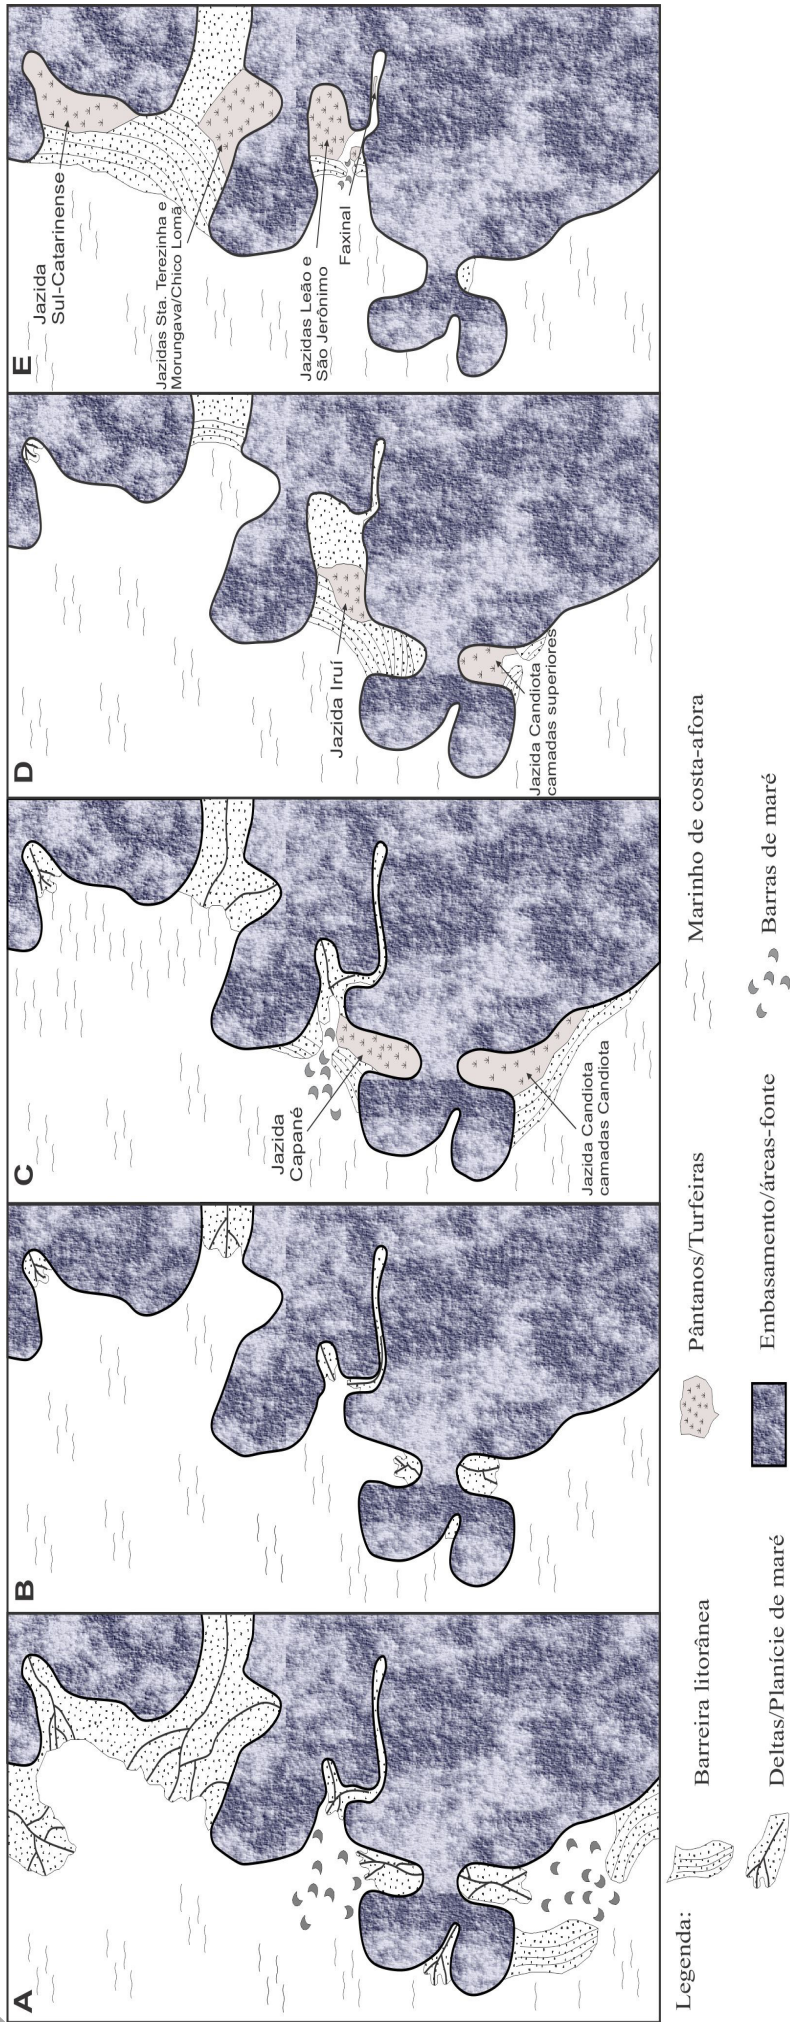 A
B
C
Jazida
Capané
Jazida Candiota
camadas Candiota
D
Jazida Iruí
Jazida Candiota
camadas superiores
E
Jazida
Sul-Catarinense
Jazidas Sta. Terezinha e
Morungava/Chico Lomã
Jazidas Leão e
São Jerônimo
Faxinal
Legenda:
Barreira litorânea
Pântanos/Turfeiras
Marinho de costa-afora
Deltas/Planície de maré
Embasamento/áreas-fonte
Barras de maré